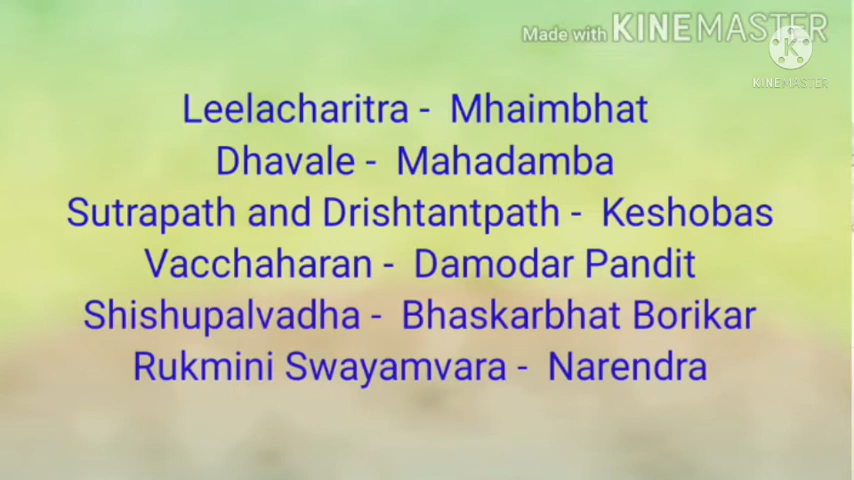 Made with KINEMASTER
KINEMASTER
Leelacharitra - Mhaimbhat
Dhavale - Mahadamba
Sutrapath and Drishtantpath - Keshobas
Vacchaharan - Damodar Pandit
Shishupalvadha - Bhaskarbhat Borikar
Rukmini Swayamvara - Narendra